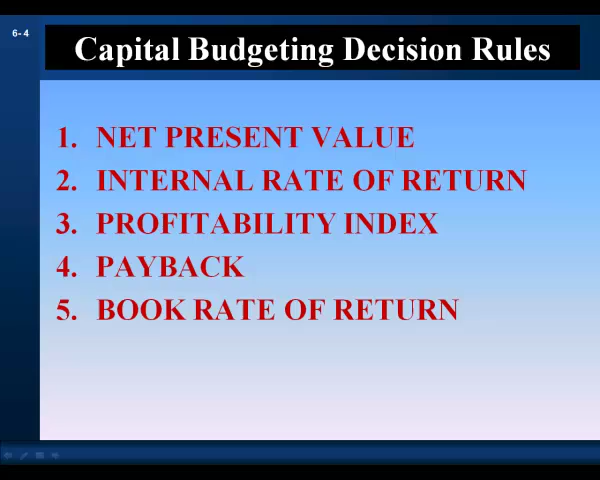 6- 4
Capital Budgeting Decision Rules
1. NET PRESENT VALUE
2. INTERNAL RATE OF RETURN
3. PROFITABILITY INDEX
4. PAYBACK
5. BOOK RATE OF RETURN